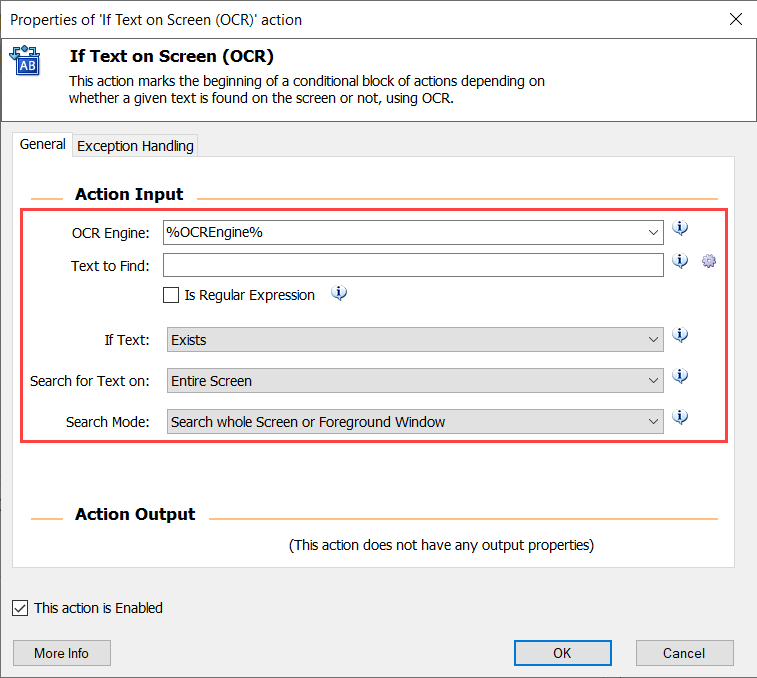 Properties of 'If Text on Screen (OCR)' action
AB
If Text on Screen (OCR)
This action marks the beginning of a conditional block of actions depending on
whether a given text is found on the screen or not, using OCR.
General
Exception Handling
Action Input
OCR Engine: %OCREngine%
Text to Find:
Is Regular Expression
If Text: Exists
Search for Text on: Entire Screen
Search Mode: Search whole Screen or Foreground Window
Action Output
(This action does not have any output properties)
This action is Enabled
More Info
OK
Cancel